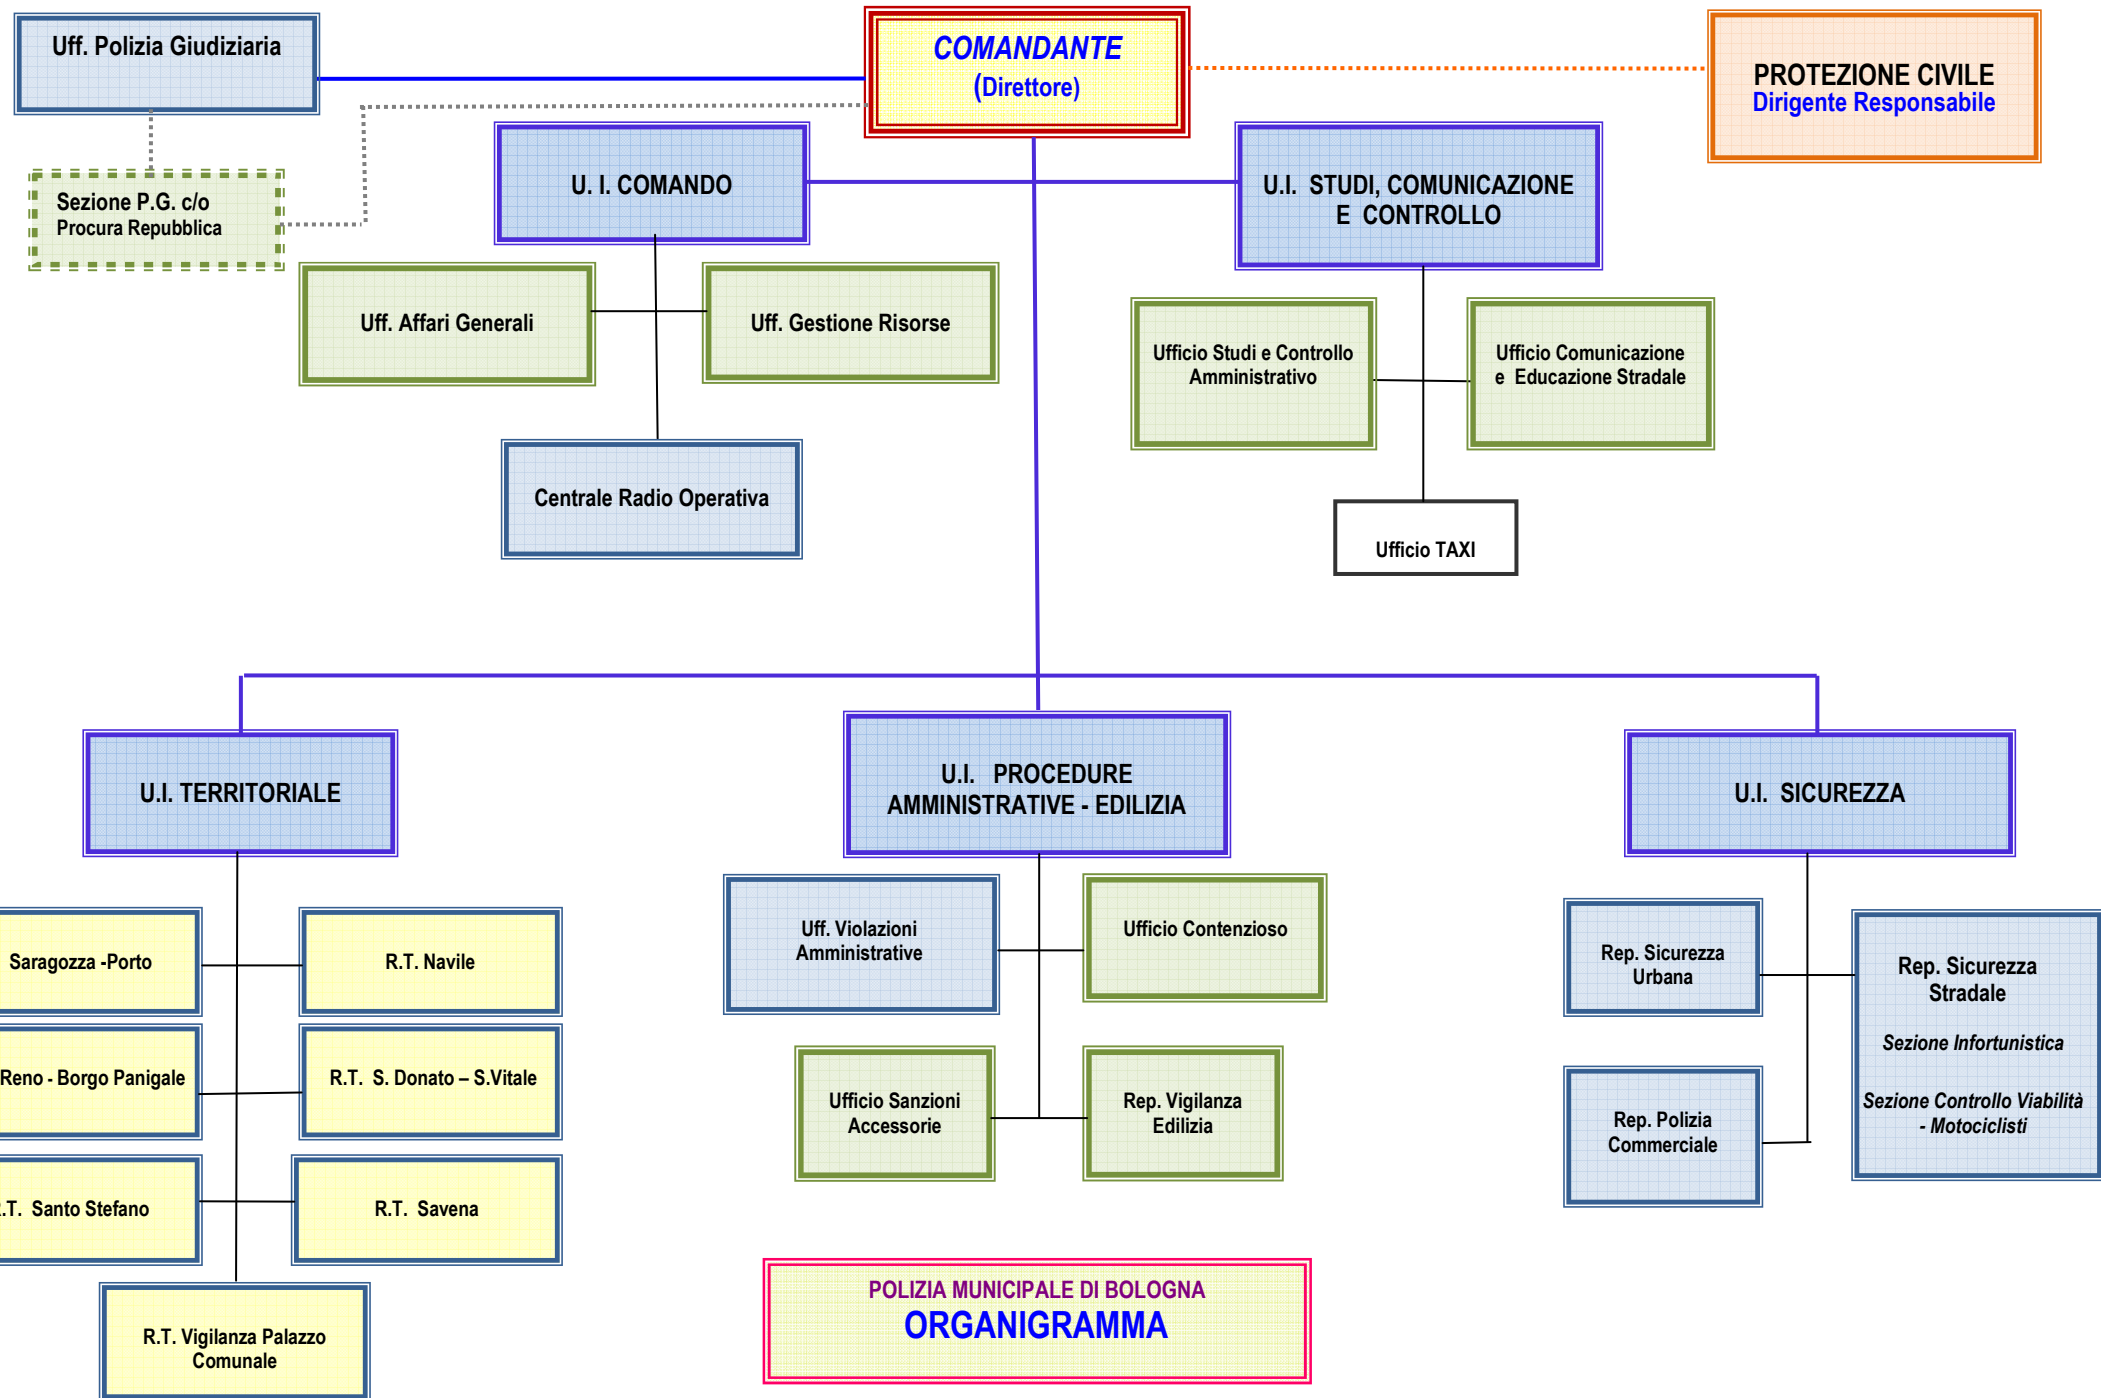 Uff. Polizia Giudiziaria
COMANDANTE
(Direttore)
PROTEZIONE CIVILE
Dirigente Responsabile
Sezione P.G. c/o
Procura Repubblica
U. I. COMANDO
U.I. STUDI, COMUNICAZIONE
E CONTROLLO
Uff. Affari Generali
Uff. Gestione Risorse
Ufficio Studi e Controllo
Amministrativo
Ufficio Comunicazione
e Educazione Stradale
Centrale Radio Operativa
Ufficio TAXI
U.I. TERRITORIALE
U.I. PROCEDURE
AMMINISTRATIVE - EDILIZIA
U.I. SICUREZZA
Saragozza -Porto
R.T. Navile
Reno - Borgo Panigale
R.T. S. Donato – S.Vitale
.T. Santo Stefano
R.T. Savena
R.T. Vigilanza Palazzo
Comunale
Uff. Violazioni
Amministrative
Ufficio Contenzioso
Ufficio Sanzioni
Accessorie
Rep. Vigilanza
Edilizia
Rep. Sicurezza
Urbana
Rep. Sicurezza
Stradale
Sezione Infortunistica
Sezione Controllo Viabilità
- Motociclisti
Rep. Polizia
Commerciale
POLIZIA MUNICIPALE DI BOLOGNA
ORGANIGRAMMA